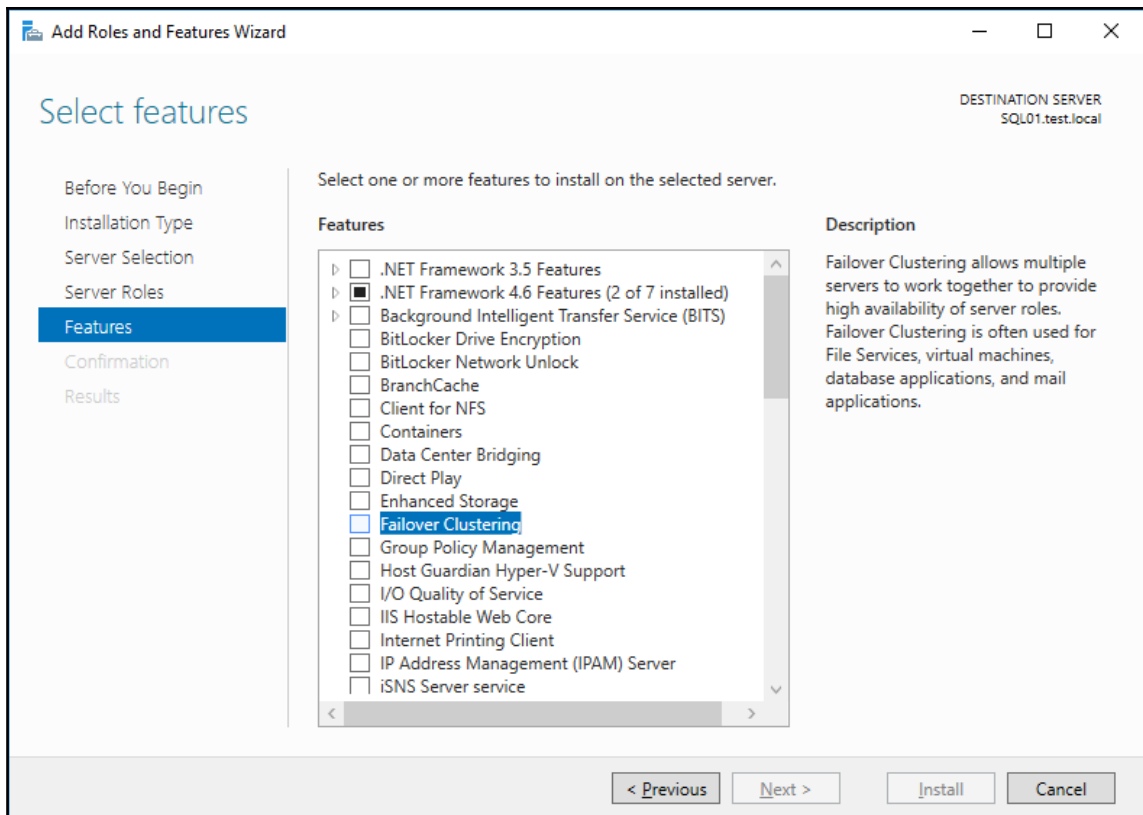 Add Roles and Features Wizard
Select features
DESTINATION SERVER
SQL01.test.local
Before You Begin
Installation Type
Server Selection
Server Roles
Features
Confirmation
Results
Select one or more features to install on the selected server.
Features
.NET Framework 3.5 Features
.NET Framework 4.6 Features (2 of 7 installed)
Background Intelligent Transfer Service (BITS)
BitLocker Drive Encryption
BitLocker Network Unlock
BranchCache
Client for NFS
Containers
Data Center Bridging
Direct Play
Enhanced Storage
Failover Clustering
Group Policy Management
Host Guardian Hyper-V Support
I/O Quality of Service
IIS Hostable Web Core
Internet Printing Client
IP Address Management (IPAM) Server
iSNS Server service
Description
Failover Clustering allows multiple
servers to work together to provide
high availability of server roles.
Failover Clustering is often used for
File Services, virtual machines,
database applications, and mail
applications.
< Previous
Next >
Install
Cancel